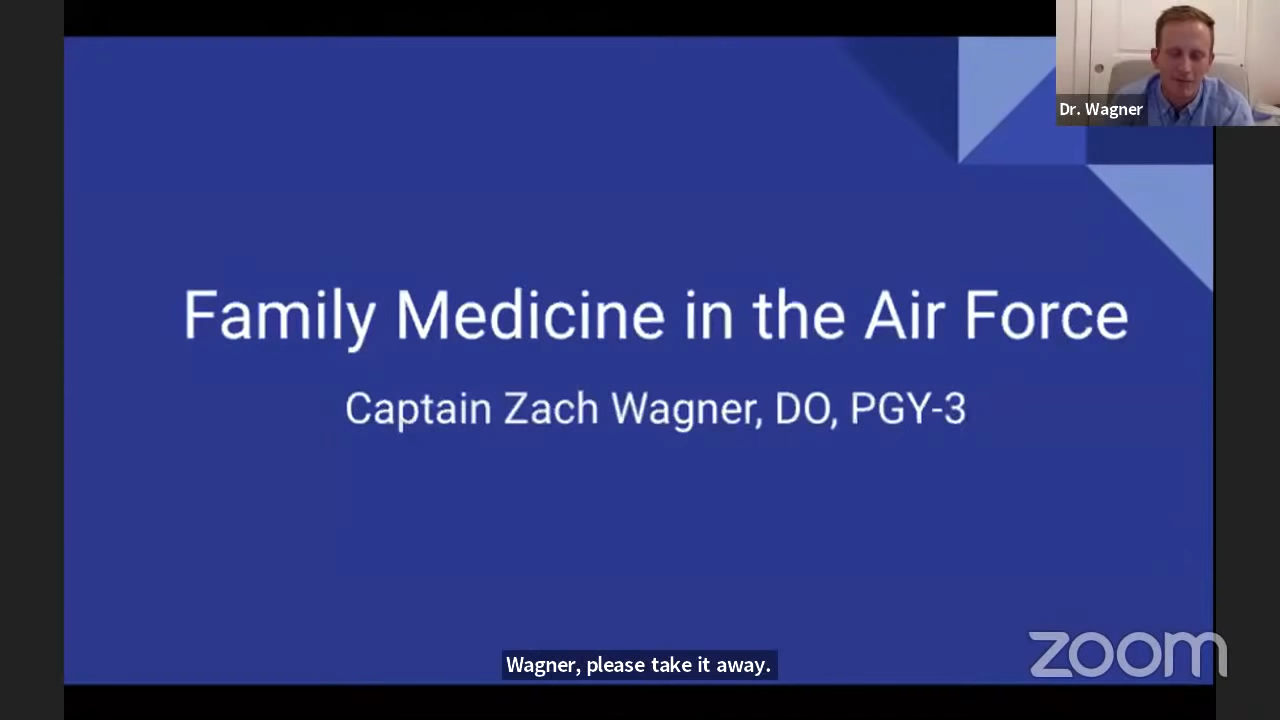 Dr. Wagner
Family Medicine in the Air Force
Captain Zach Wagner, DO, PGY-3
Wagner, please take it away.
zoom